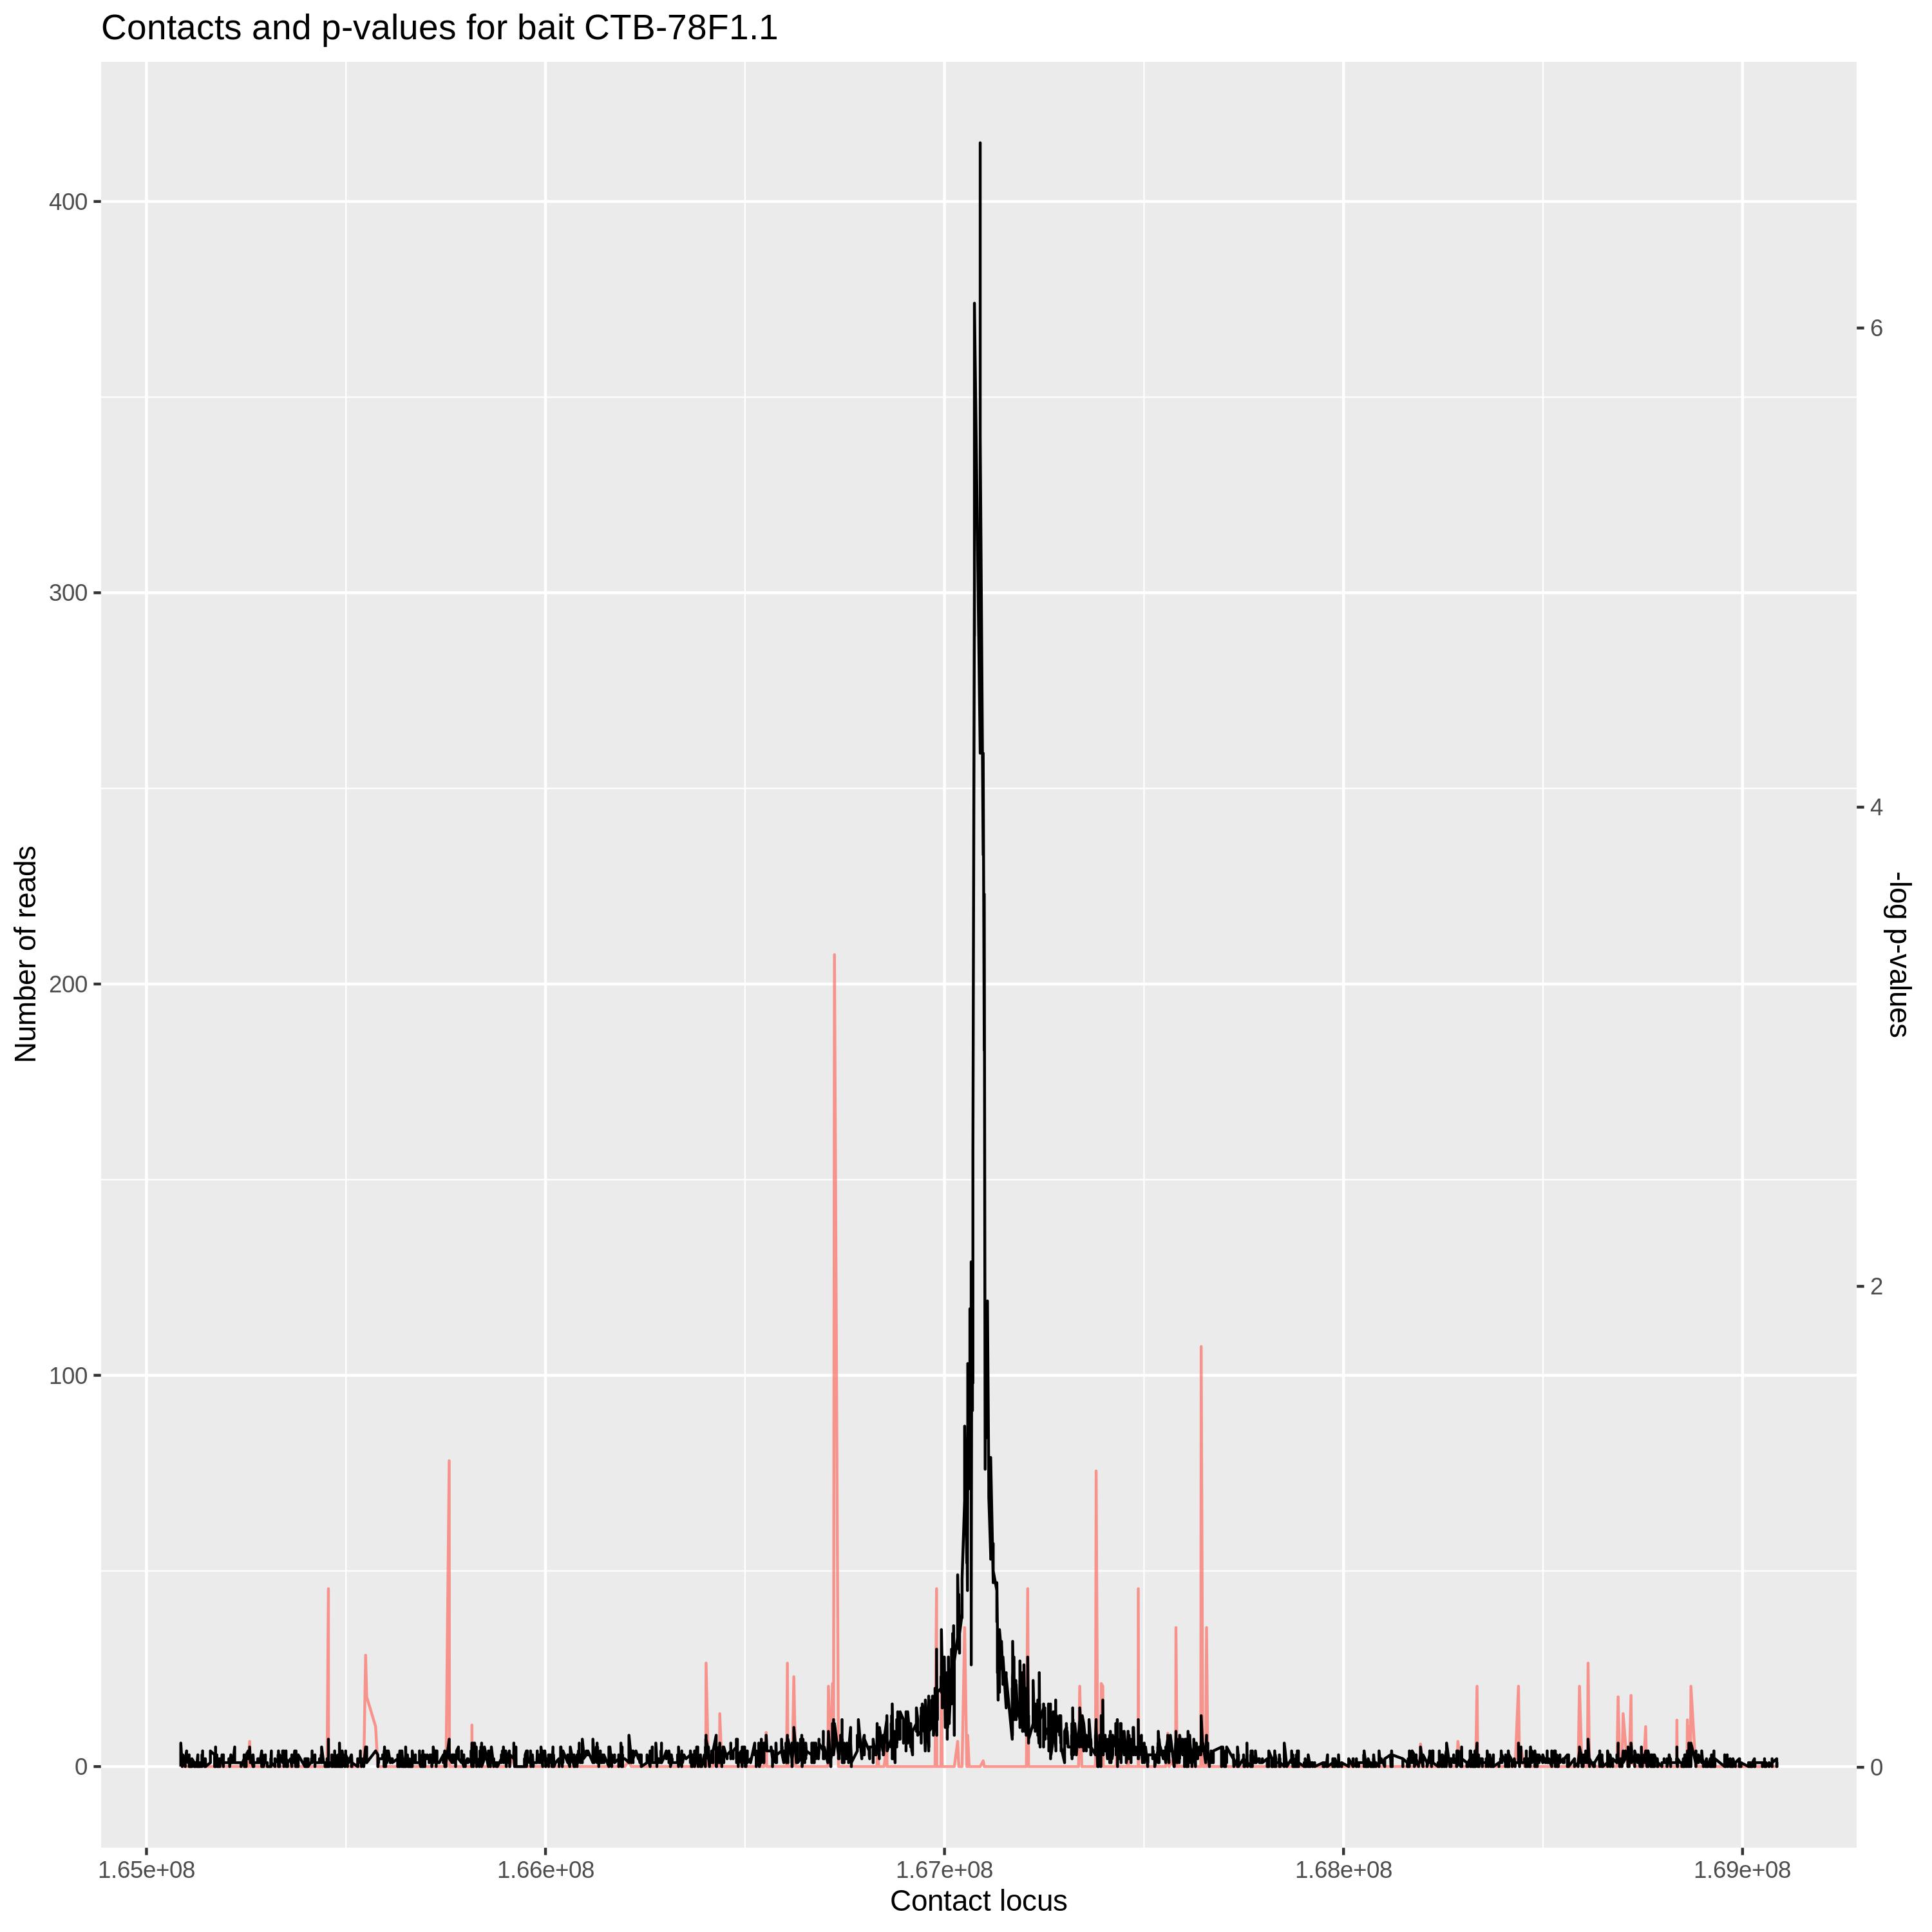 Contacts and p-values for bait CTB-78F1.1
400
300
200
100
0
Number of reads
6
4
2
0
-log p-values
1.65e+08
1.66e+08
1.67e+08
1.68e+08
1.69e+08
Contact locus